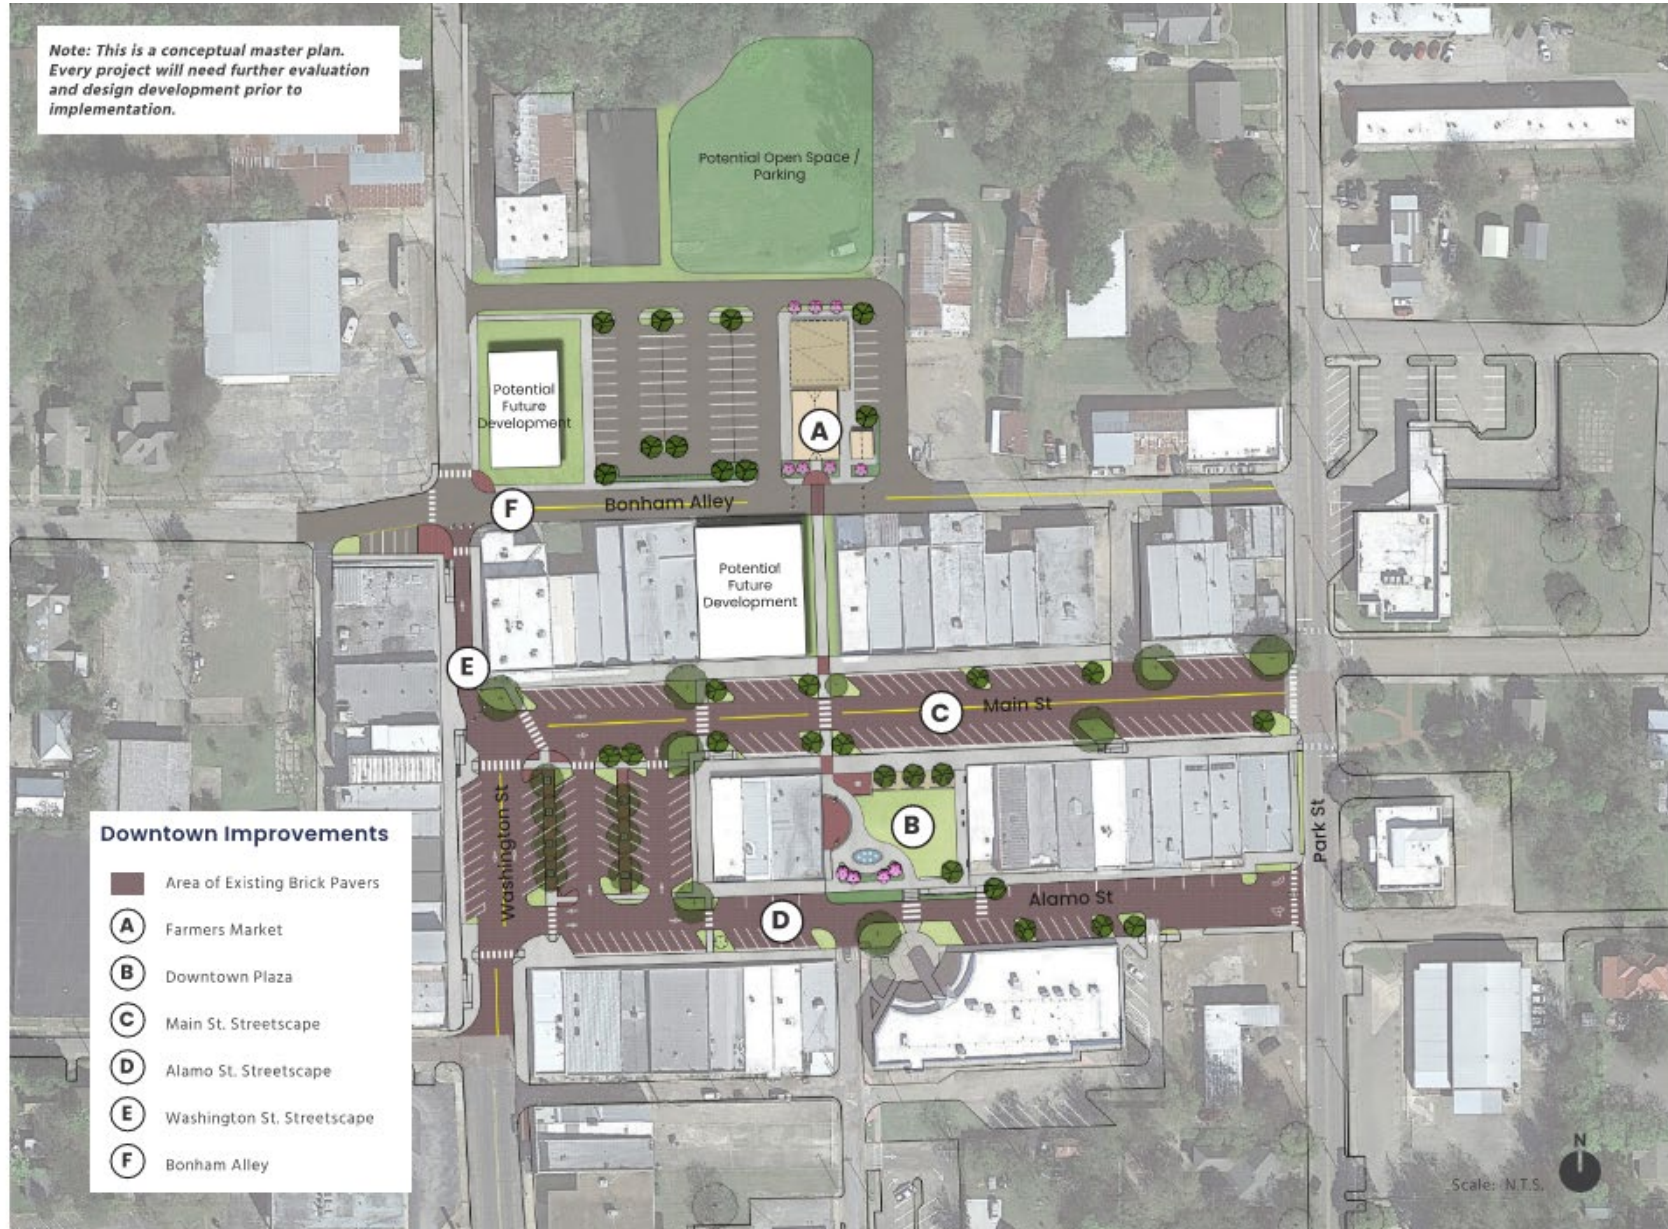 Note: This is a conceptual master plan.
Every project will need further evaluation
and design development prior to
implementation.
Potential Open Space /
Parking
Potential
Future
Development
A
F
Bonham Alley
Potential
Future
Development
E
C
Main St
Washington St
B
Park St
D
Alamo St
Downtown Improvements
Area of Existing Brick Pavers
A
Farmers Market
B
Downtown Plaza
C
Main St. Streetscape
D
Alamo St. Streetscape
E
Washington St. Streetscape
F
Bonham Alley
N
Scale: N.T.S.